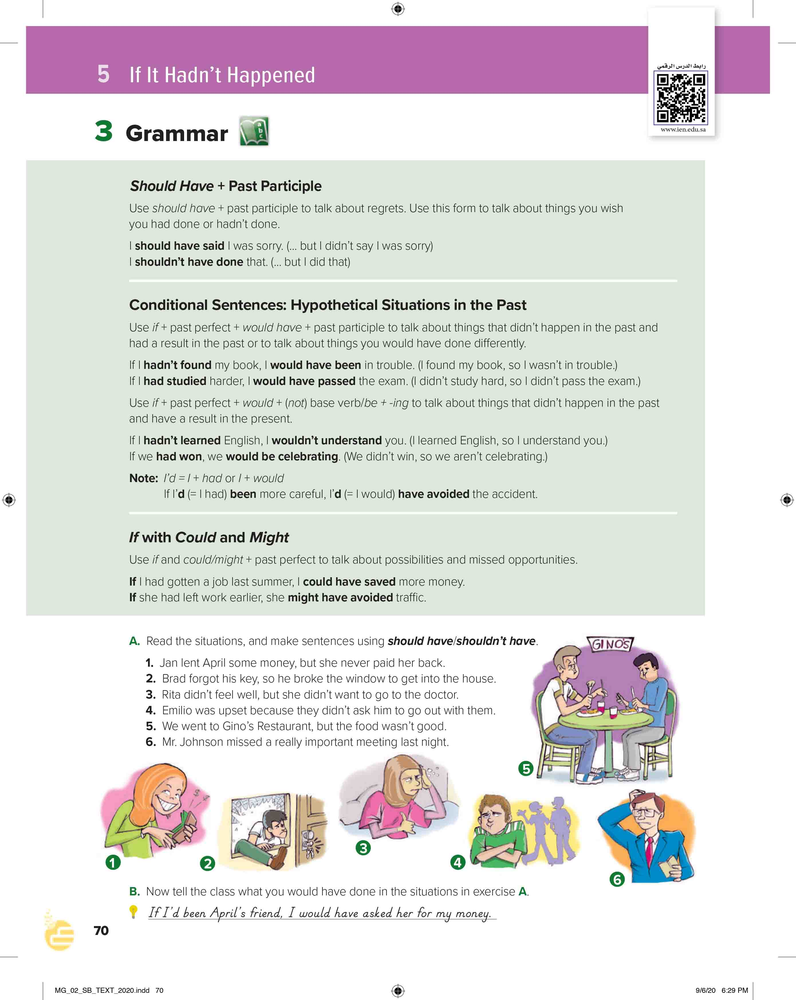 رابط الدرس الرقمي
www.ien.edu.sa
5 If It Hadn't Happened
3 Grammar
a
b
c
Should Have + Past Participle
Use should have + past participle to talk about regrets. Use this form to talk about things you wish
you had done or hadn't done.
I should have said I was sorry. (... but I didn't say I was sorry)
I shouldn't have done that. (... but I did that)
Conditional Sentences: Hypothetical Situations in the Past
Use if + past perfect + would have + past participle to talk about things that didn't happen in the past and
had a result in the past or to talk about things you would have done differently.
If I hadn't found my book, I would have been in trouble. (I found my book, so I wasn't in trouble.)
If I had studied harder, I would have passed the exam. (I didn't study hard, so I didn't pass the exam.)
Use if + past perfect + would + (not) base verb/be + -ing to talk about things that didn't happen in the past
and have a result in the present.
If I hadn't learned English, I wouldn't understand you. (I learned English, so I understand you.)
If we had won, we would be celebrating. (We didn't win, so we aren't celebrating.)
Note: I'd = I + had or I + would
If I'd (= I had) been more careful, I'd (= I would) have avoided the accident.
If with Could and Might
Use if and could/might + past perfect to talk about possibilities and missed opportunities.
If I had gotten a job last summer, I could have saved more money.
If she had left work earlier, she might have avoided traffic.
A. Read the situations, and make sentences using should have/shouldn't have.
1. Jan lent April some money, but she never paid her back.
2. Brad forgot his key, so he broke the window to get into the house.
3. Rita didn't feel well, but she didn't want to go to the doctor.
4. Emilio was upset because they didn't ask him to go out with them.
5. We went to Gino's Restaurant, but the food wasn't good.
6. Mr. Johnson missed a really important meeting last night.
GINO'S
5
$ $
1
2
3
4
6
B. Now tell the class what you would have done in the situations in exercise A.
If I'd been April's friend, I would have asked her for my money.
70
MG_02_SB_TEXT_2020.indd 70
9/6/20 6:29 PM